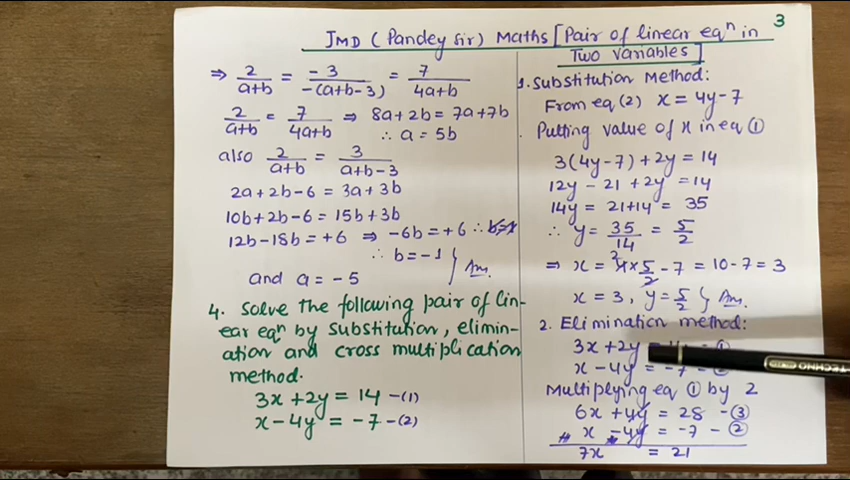 3
JMD (Pandey Sir) Maths [Pair of linear eqⁿ in
Two Variables]
⇒ 2/(a+b) = -3/-(a+b-3) = 7/(4a+b)
2/(a+b) = 7/(4a+b) ⇒ 8a+2b = 7a+7b
∴ a = 5b
also 2/(a+b) = 3/(a+b-3)
2a+2b-6 = 3a+3b
10b+2b-6 = 15b+3b
12b-18b = +6 ⇒ -6b = +6
∴ b = -1
and a = -5 } Ans.
4. Solve the following pair of lin-
ear eqⁿ by substitution, elimin-
ation and cross multiplication
method.
3x+2y = 14 -(1)
x-4y = -7 -(2)
1. Substitution Method:
From eq (2) x = 4y-7
Putting value of x in eq ①
3(4y-7)+2y = 14
12y-21+2y = 14
14y = 21+14 = 35
∴ y = 35/14 = 5/2
⇒ x = 4×5/2 - 7 = 10-7 = 3
x = 3, y = 5/2 } Ans.
2. Elimination method:
3x+2y
x-4y = -7
Multiplying eq ① by 2
6x+4y = 28 -③
x-4y = -7 -②
7x = 21
TECHNO